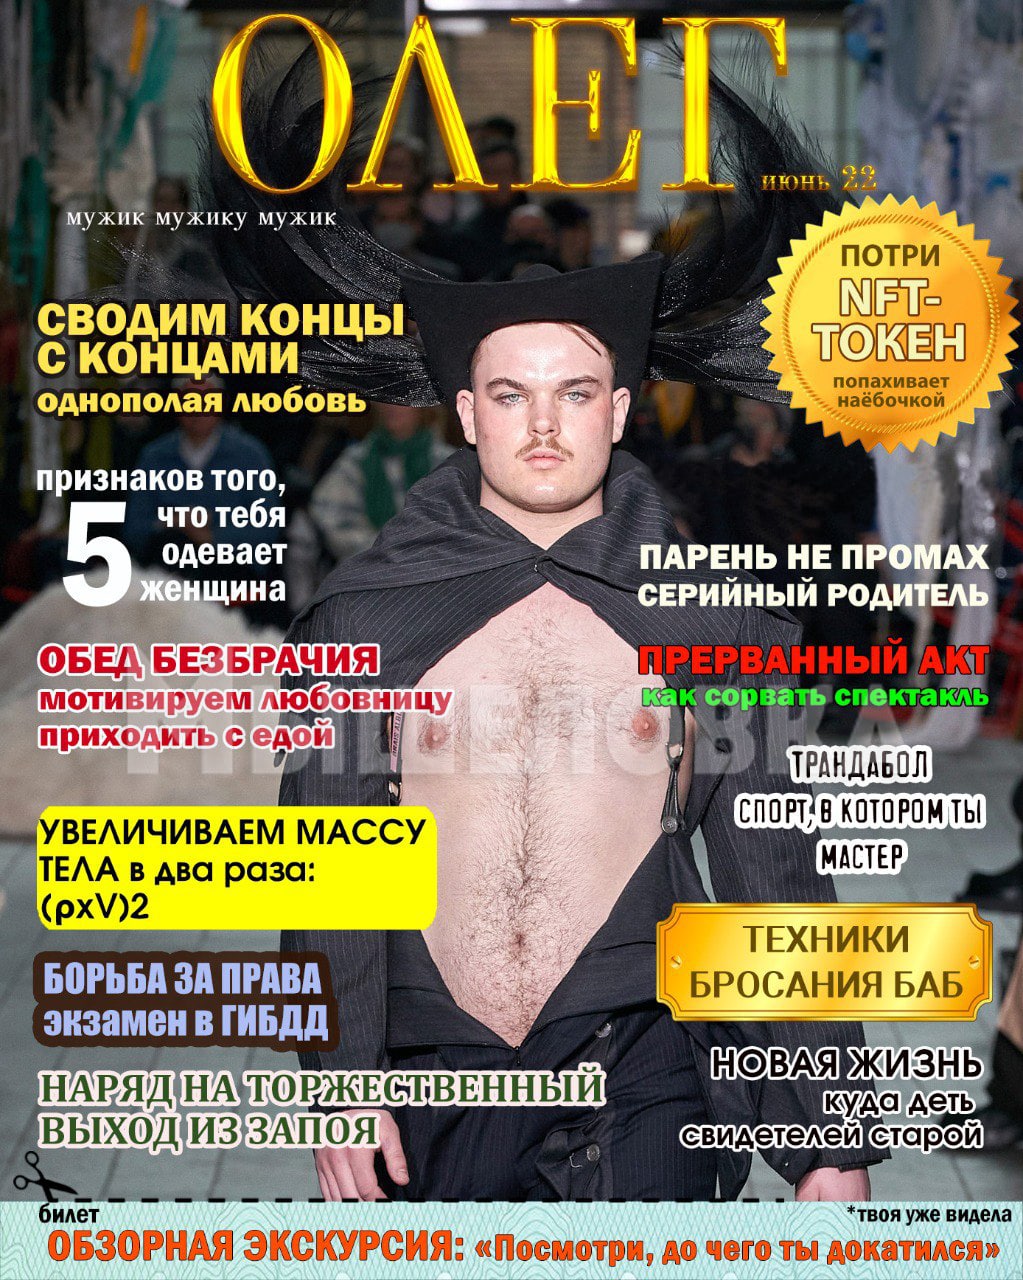 ОЛЕГ
июнь 22
мужик мужику мужик
ПОТРИ
NFT-
ТОКЕН
попахивает
наёбочкой
СВОДИМ КОНЦЫ
С КОНЦАМИ
однополая любовь
5
признаков того,
что тебя
одевает
женщина
ПАРЕНЬ НЕ ПРОМАХ
СЕРИЙНЫЙ РОДИТЕЛЬ
ОБЕД БЕЗБРАЧИЯ
мотивируем любовницу
приходить с едой
ПРЕРВАННЫЙ АКТ
как сорвать спектакль
МЫШЕЛОВКА
ТРАНДАБОЛ
СПОРТ, В КОТОРОМ ТЫ
МАСТЕР
УВЕЛИЧИВАЕМ МАССУ
ТЕЛА в два раза:
(ρxV)2
ТЕХНИКИ
БРОСАНИЯ БАБ
БОРЬБА ЗА ПРАВА
экзамен в ГИБДД
НОВАЯ ЖИЗНЬ
куда деть
свидетелей старой
НАРЯД НА ТОРЖЕСТВЕННЫЙ
ВЫХОД ИЗ ЗАПОЯ
билет
*твоя уже видела
ОБЗОРНАЯ ЭКСКУРСИЯ: «Посмотри, до чего ты докатился»